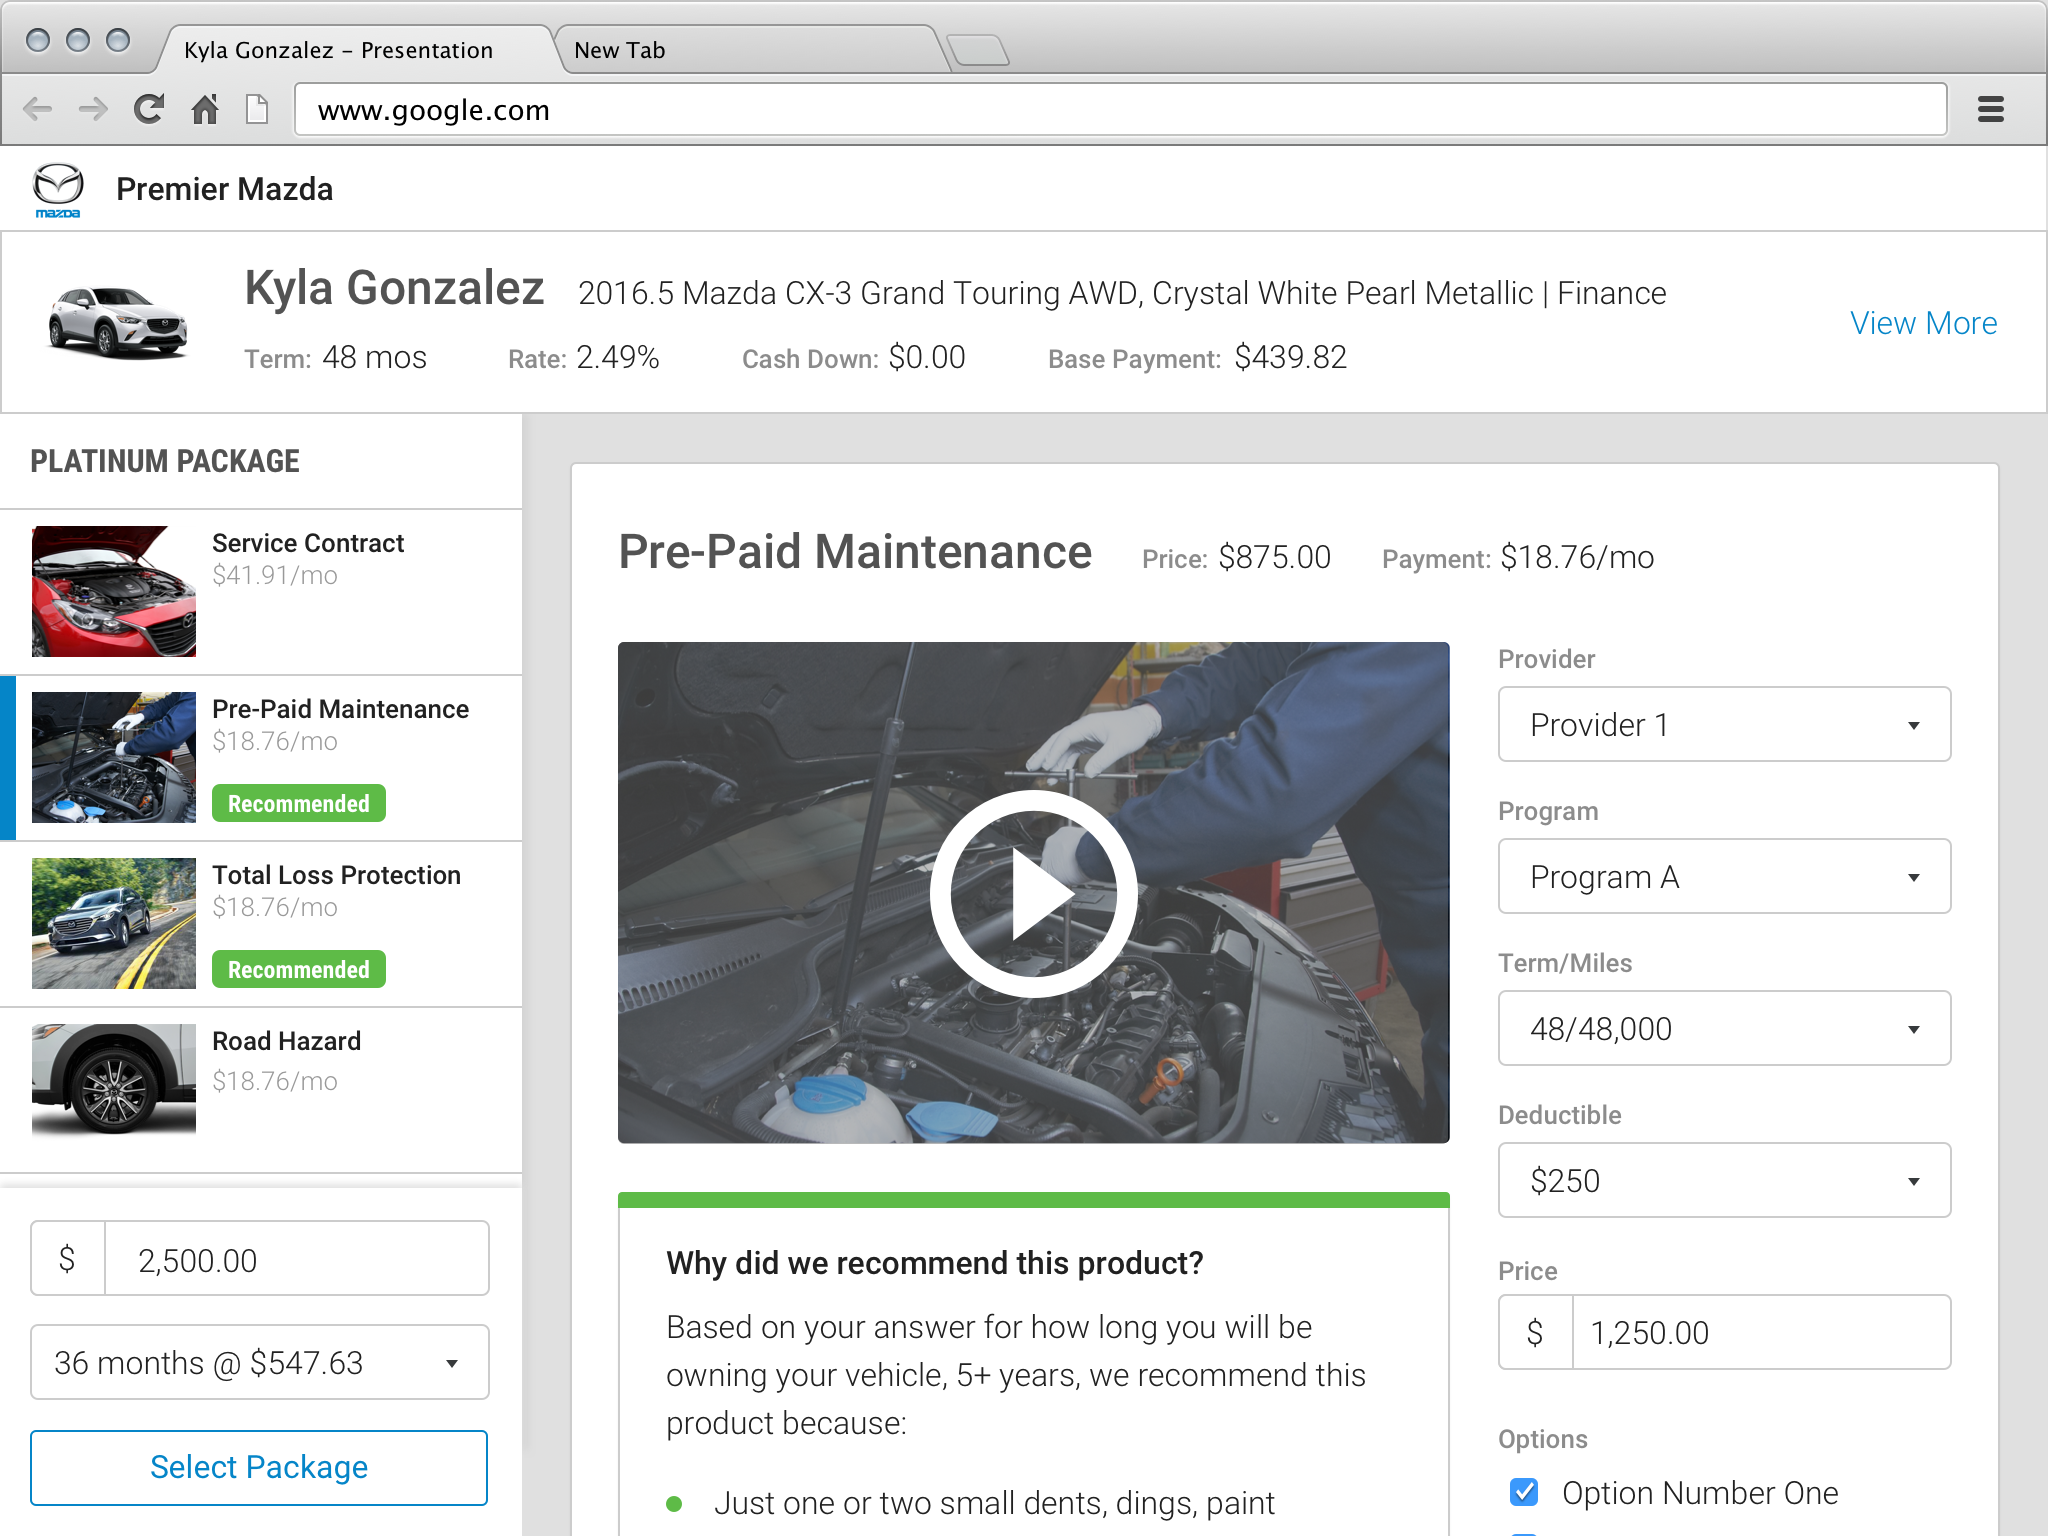 Kyla Gonzalez – Presentation
New Tab
www.google.com
mazda
Premier Mazda
Kyla Gonzalez
2016.5 Mazda CX-3 Grand Touring AWD, Crystal White Pearl Metallic | Finance
Term: 48 mos
Rate: 2.49%
Cash Down: $0.00
Base Payment: $439.82
View More
PLATINUM PACKAGE
Service Contract
$41.91/mo
Pre-Paid Maintenance
$18.76/mo
Recommended
Total Loss Protection
$18.76/mo
Recommended
Road Hazard
$18.76/mo
$ 2,500.00
36 months @ $547.63
Select Package
Pre-Paid Maintenance
Price: $875.00
Payment: $18.76/mo
Why did we recommend this product?
Based on your answer for how long you will be
owning your vehicle, 5+ years, we recommend this
product because:
Just one or two small dents, dings, paint
Provider
Provider 1
Program
Program A
Term/Miles
48/48,000
Deductible
$250
Price
$ 1,250.00
Options
Option Number One